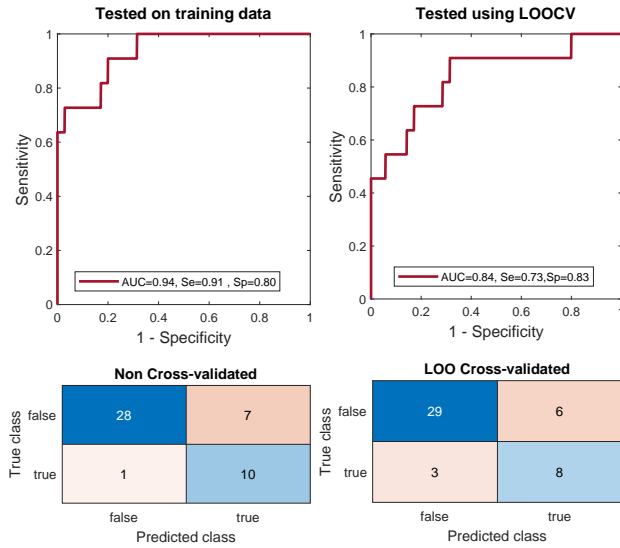 Tested on training data
1
0.8
0.6
0.4
0.2
0
Sensitivity
AUC=0.94, Se=0.91 , Sp=0.80
0 0.2 0.4 0.6 0.8 1
1 - Specificity
Tested using LOOCV
1
0.8
0.6
0.4
0.2
0
Sensitivity
AUC=0.84, Se=0.73,Sp=0.83
0 0.2 0.4 0.6 0.8 1
1 - Specificity
Non Cross-validated
True class
false 28 7
true 1 10
false true
Predicted class
LOO Cross-validated
True class
false 29 6
true 3 8
false true
Predicted class